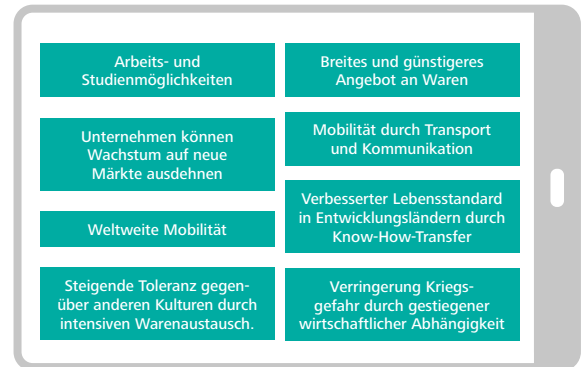 Arbeits- und
Studienmöglichkeiten
Unternehmen können
Wachstum auf neue
Märkte ausdehnen
Weltweite Mobilität
Steigende Toleranz gegen-
über anderen Kulturen durch
intensiven Warenaustausch.
Breites und günstigeres
Angebot an Waren
Mobilität durch Transport
und Kommunikation
Verbesserter Lebensstandard
in Entwicklungsländern durch
Know-How-Transfer
Verringerung Kriegs-
gefahr durch gestiegener
wirtschaftlicher Abhängigkeit